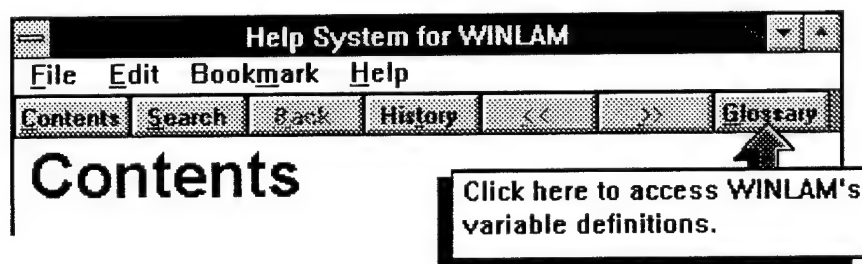 Help System for WINLAM
File Edit Bookmark Help
Contents Search Back History << >> Glossary
Contents
Click here to access WINLAM's
variable definitions.